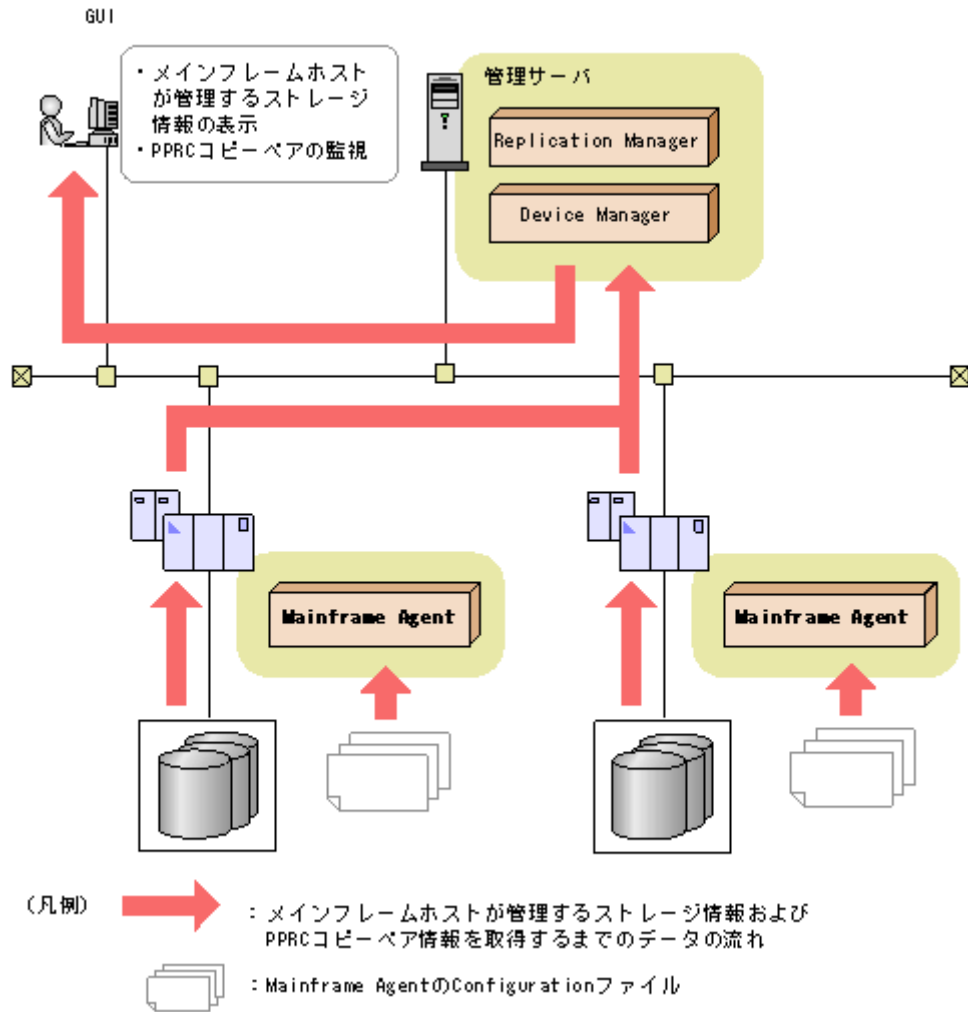 GUI
・メインフレームホスト
が管理するストレージ
情報の表示
・PPRCコピーペアの監視
管理サーバ
Replication Manager
Device Manager
Mainframe Agent
Mainframe Agent
(凡例)
：メインフレームホストが管理するストレージ情報および
PPRCコピーペア情報を取得するまでのデータの流れ
：Mainframe AgentのConfigurationファイル